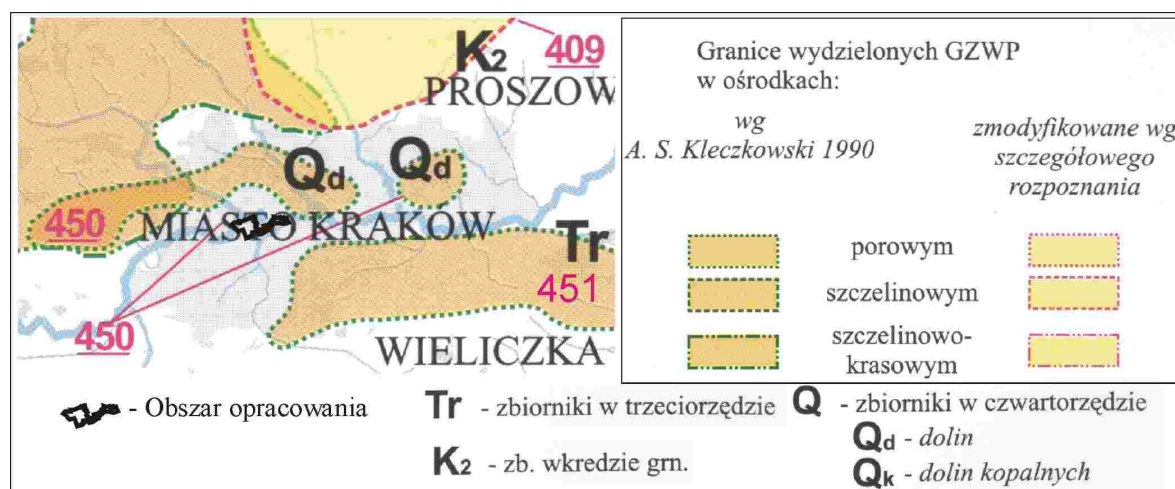 K2
409
PROSZOW
Qd
Qd
450
MIASTO KRAKÓW
Tr
451
450
WIELICZKA
Granice wydzielonych GZWP
w ośrodkach:
wg
A. S. Kleczkowski 1990
zmodyfikowane wg
szczegółowego
rozpoznania
porowym
szczelinowym
szczelinowo-
krasowym
- Obszar opracowania
Tr - zbiorniki w trzeciorzędzie
K2 - zb. wkredzie grn.
Q - zbiorniki w czwartorzędzie
Qd - dolin
Qk - dolin kopalnych